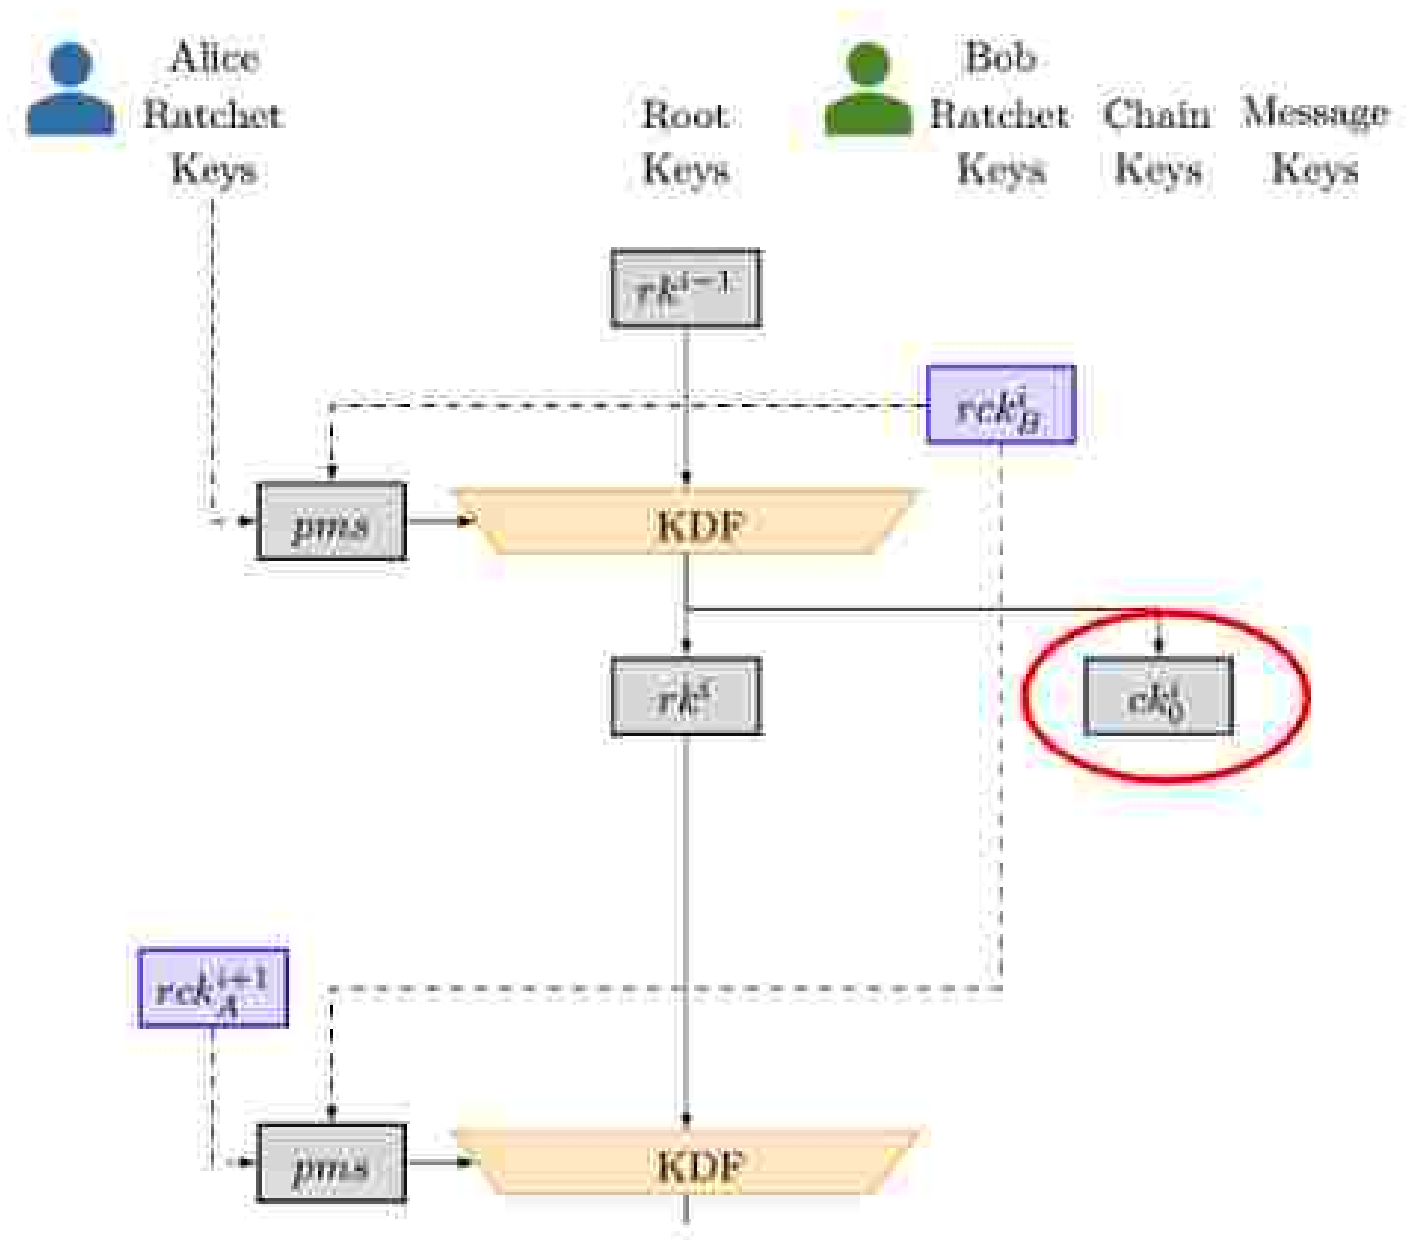 Alice
Ratchet
Keys
Root
Keys
Bob
Ratchet
Keys
Chain
Keys
Message
Keys
rk^{i-1}
rck_B^i
pms
KDF
rk^i
ck_0^i
rck_A^{i+1}
pms
KDF